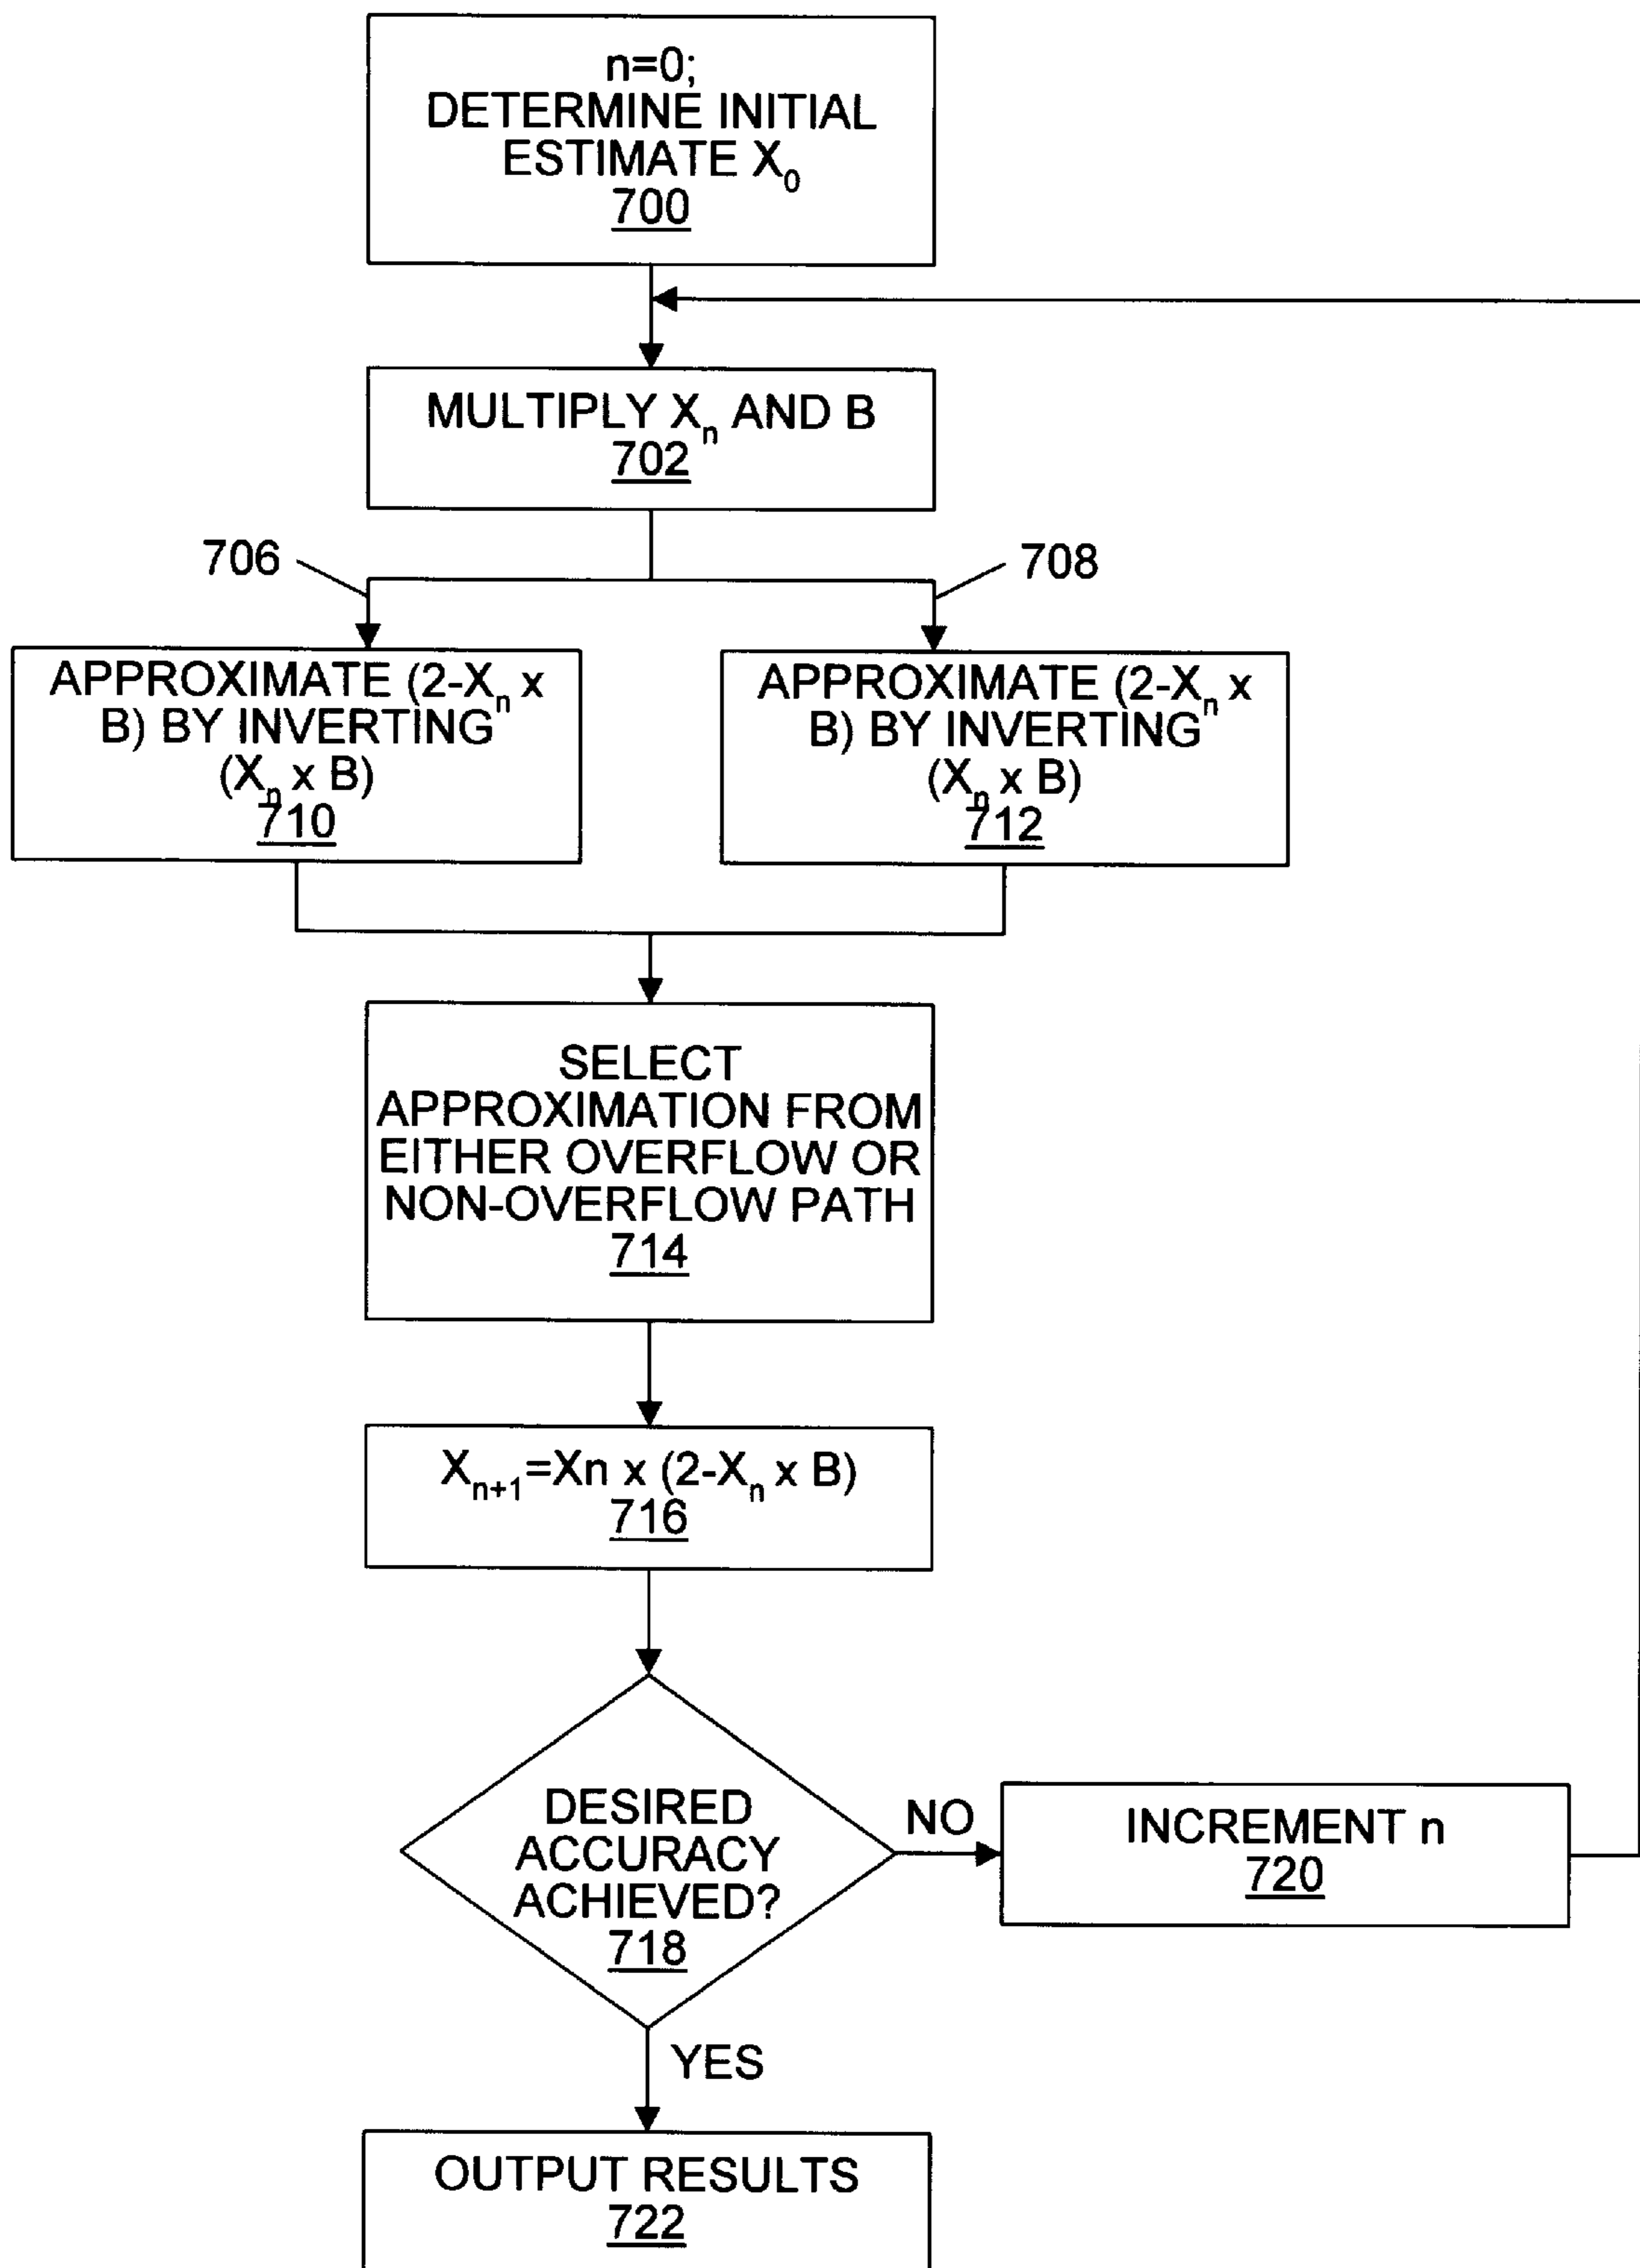 n=0;
DETERMINE INITIAL
ESTIMATE X₀
700
MULTIPLY Xₙ AND B
702
706
708
APPROXIMATE (2-Xₙ x
B) BY INVERTING
(Xₙ x B)
710
APPROXIMATE (2-Xₙ x
B) BY INVERTING
(Xₙ x B)
712
SELECT
APPROXIMATION FROM
EITHER OVERFLOW OR
NON-OVERFLOW PATH
714
Xₙ₊₁=Xn x (2-Xₙ x B)
716
DESIRED
ACCURACY
ACHIEVED?
718
NO
INCREMENT n
720
YES
OUTPUT RESULTS
722